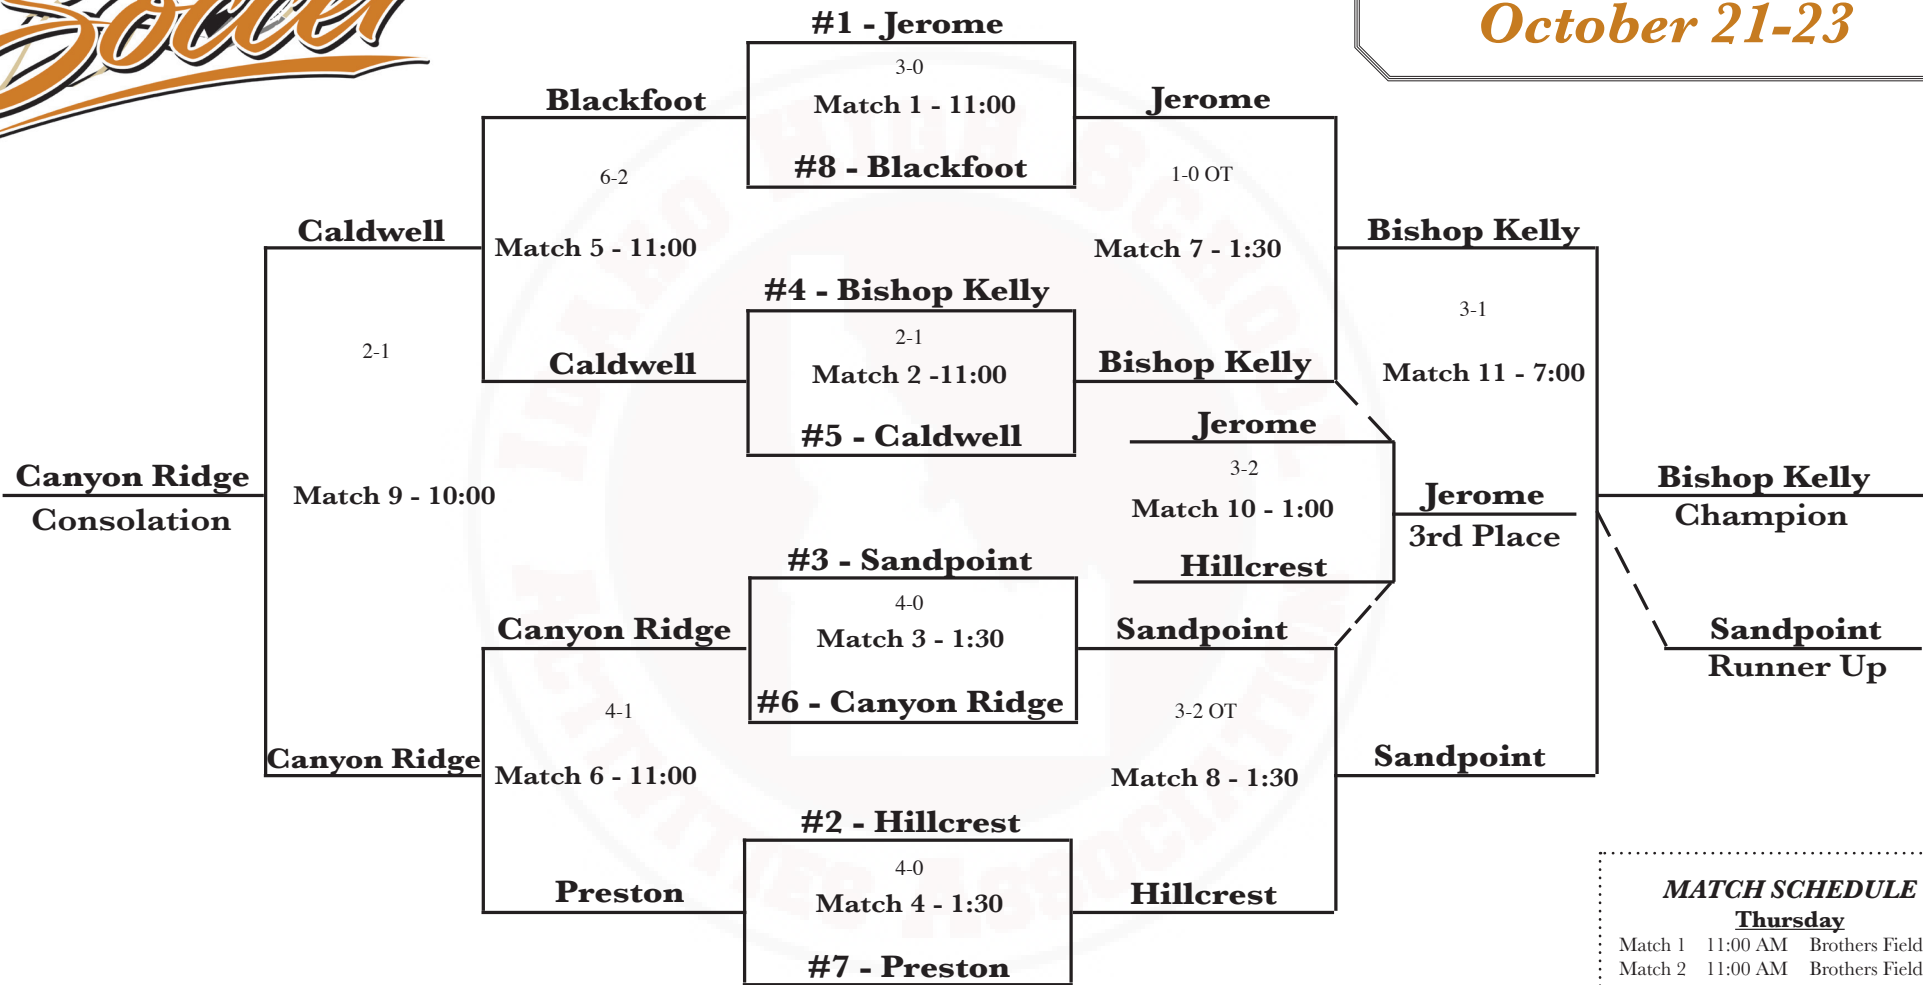 Soccer
October 21-23
#1 - Jerome
3-0
Match 1 - 11:00
#8 - Blackfoot
Blackfoot
Jerome
6-2
Match 5 - 11:00
1-0 OT
Match 7 - 1:30
Caldwell
Bishop Kelly
#4 - Bishop Kelly
2-1
Match 2 -11:00
#5 - Caldwell
Caldwell
Bishop Kelly
2-1
Match 9 - 10:00
3-1
Match 11 - 7:00
Jerome
3-2
Match 10 - 1:00
Hillcrest
Jerome
3rd Place
Canyon Ridge
Consolation
Bishop Kelly
Champion
#3 - Sandpoint
4-0
Match 3 - 1:30
#6 - Canyon Ridge
Canyon Ridge
Sandpoint
Sandpoint
Runner Up
4-1
Match 6 - 11:00
3-2 OT
Match 8 - 1:30
Canyon Ridge
Sandpoint
#2 - Hillcrest
4-0
Match 4 - 1:30
#7 - Preston
Preston
Hillcrest
MATCH SCHEDULE
Thursday
Match 1 11:00 AM Brothers Field
Match 2 11:00 AM Brothers Field
IDAHO HIGH SCHOOL
ACTIVITIES ASSOCIATION